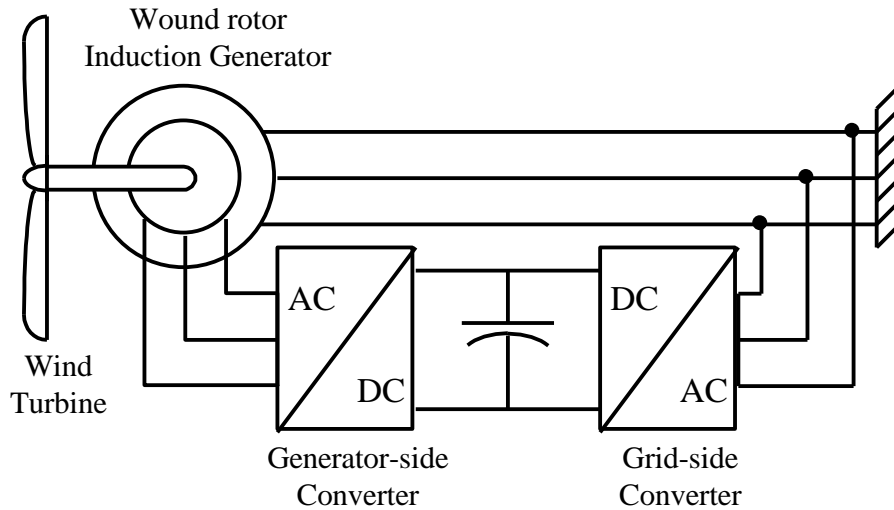 Wound rotor
Induction Generator
AC
DC
DC
AC
Wind
Turbine
Generator-side
Converter
Grid-side
Converter